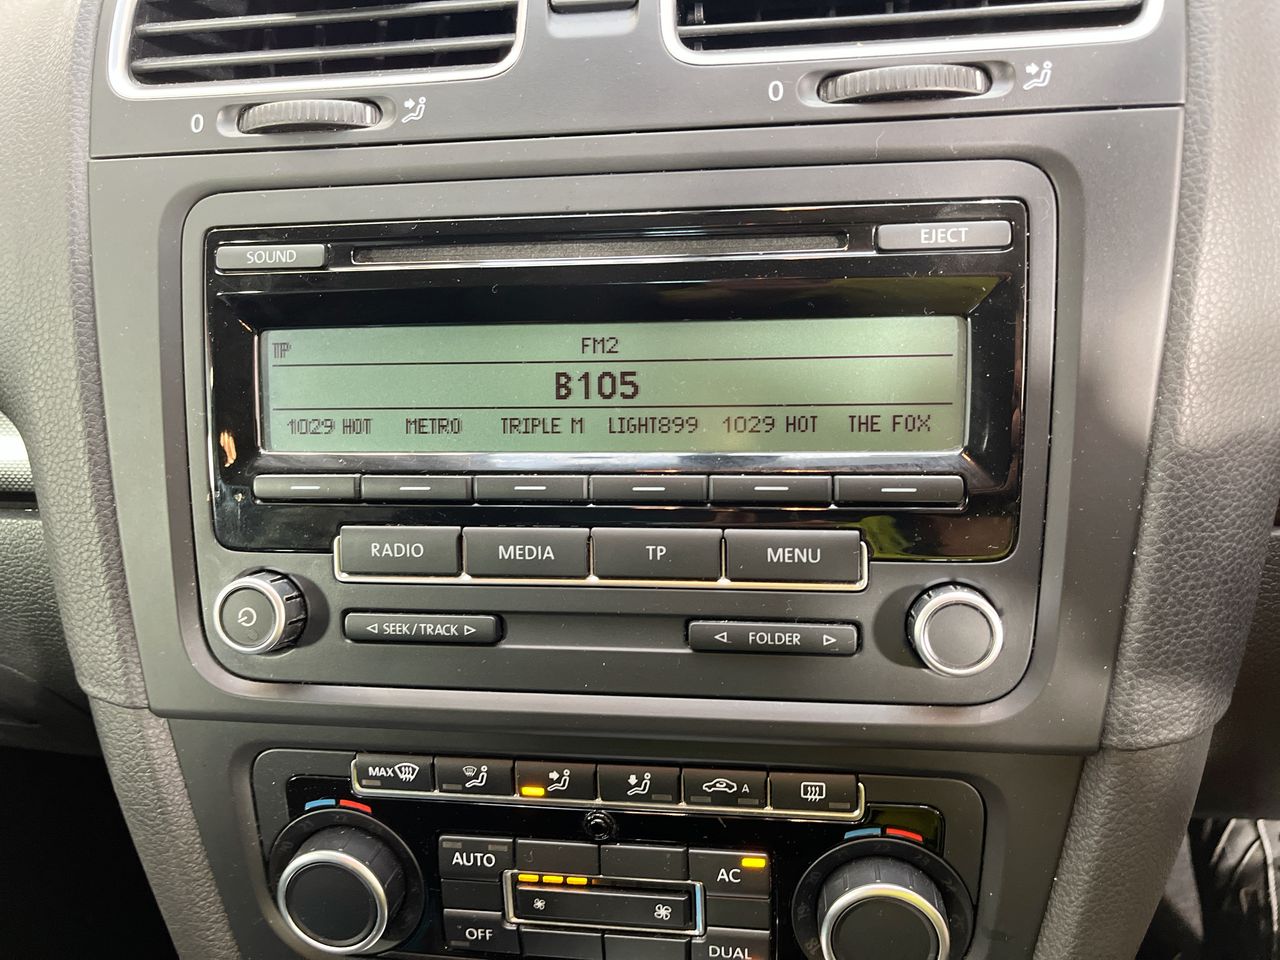 0
0
SOUND
EJECT
TP
FM2
B105
1029 HOT METRO TRIPLE M LIGHT899 1029 HOT THE FOX
RADIO MEDIA TP MENU
SEEK/TRACK
FOLDER
MAX
A
AUTO
AC
OFF
DUAL